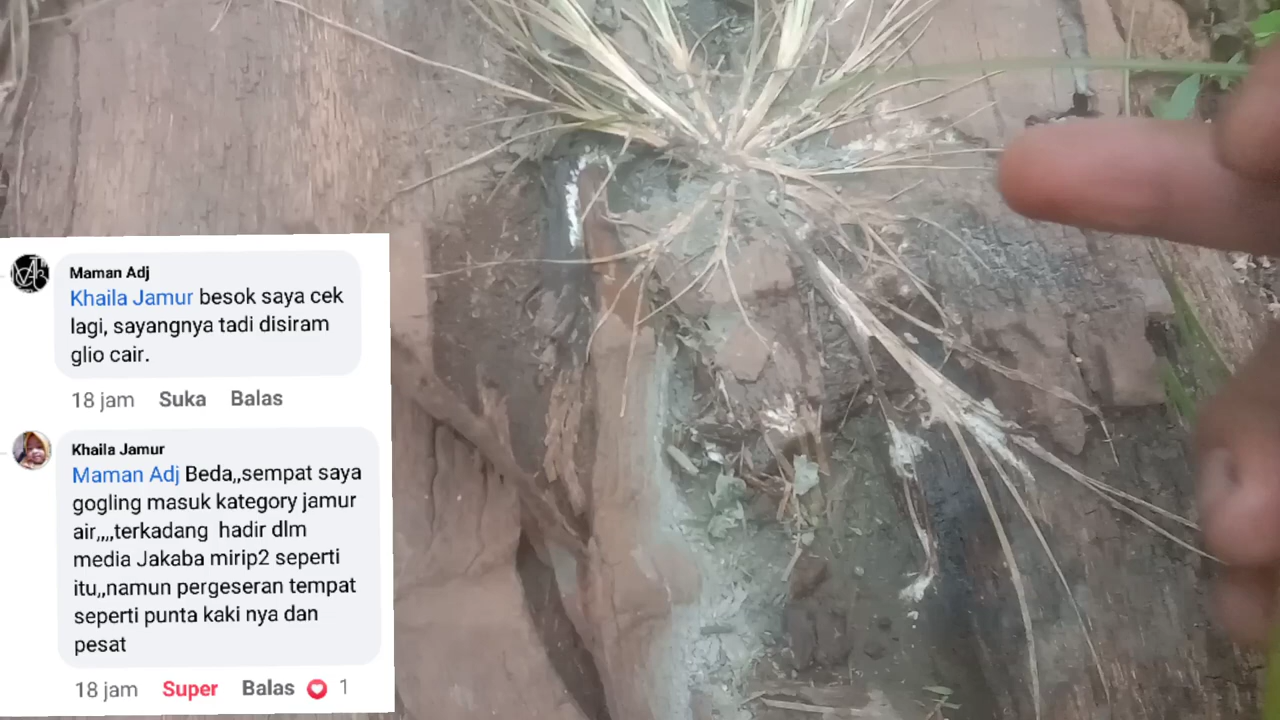 Maman Adj
Khaila Jamur besok saya cek
lagi, sayangnya tadi disiram
glio cair.
18 jam Suka Balas
Khaila Jamur
Maman Adj Beda,,sempat saya
gogling masuk kategory jamur
air,,,,terkadang hadir dlm
media Jakaba mirip2 seperti
itu,,namun pergeseran tempat
seperti punta kaki nya dan
pesat
18 jam Super Balas 1